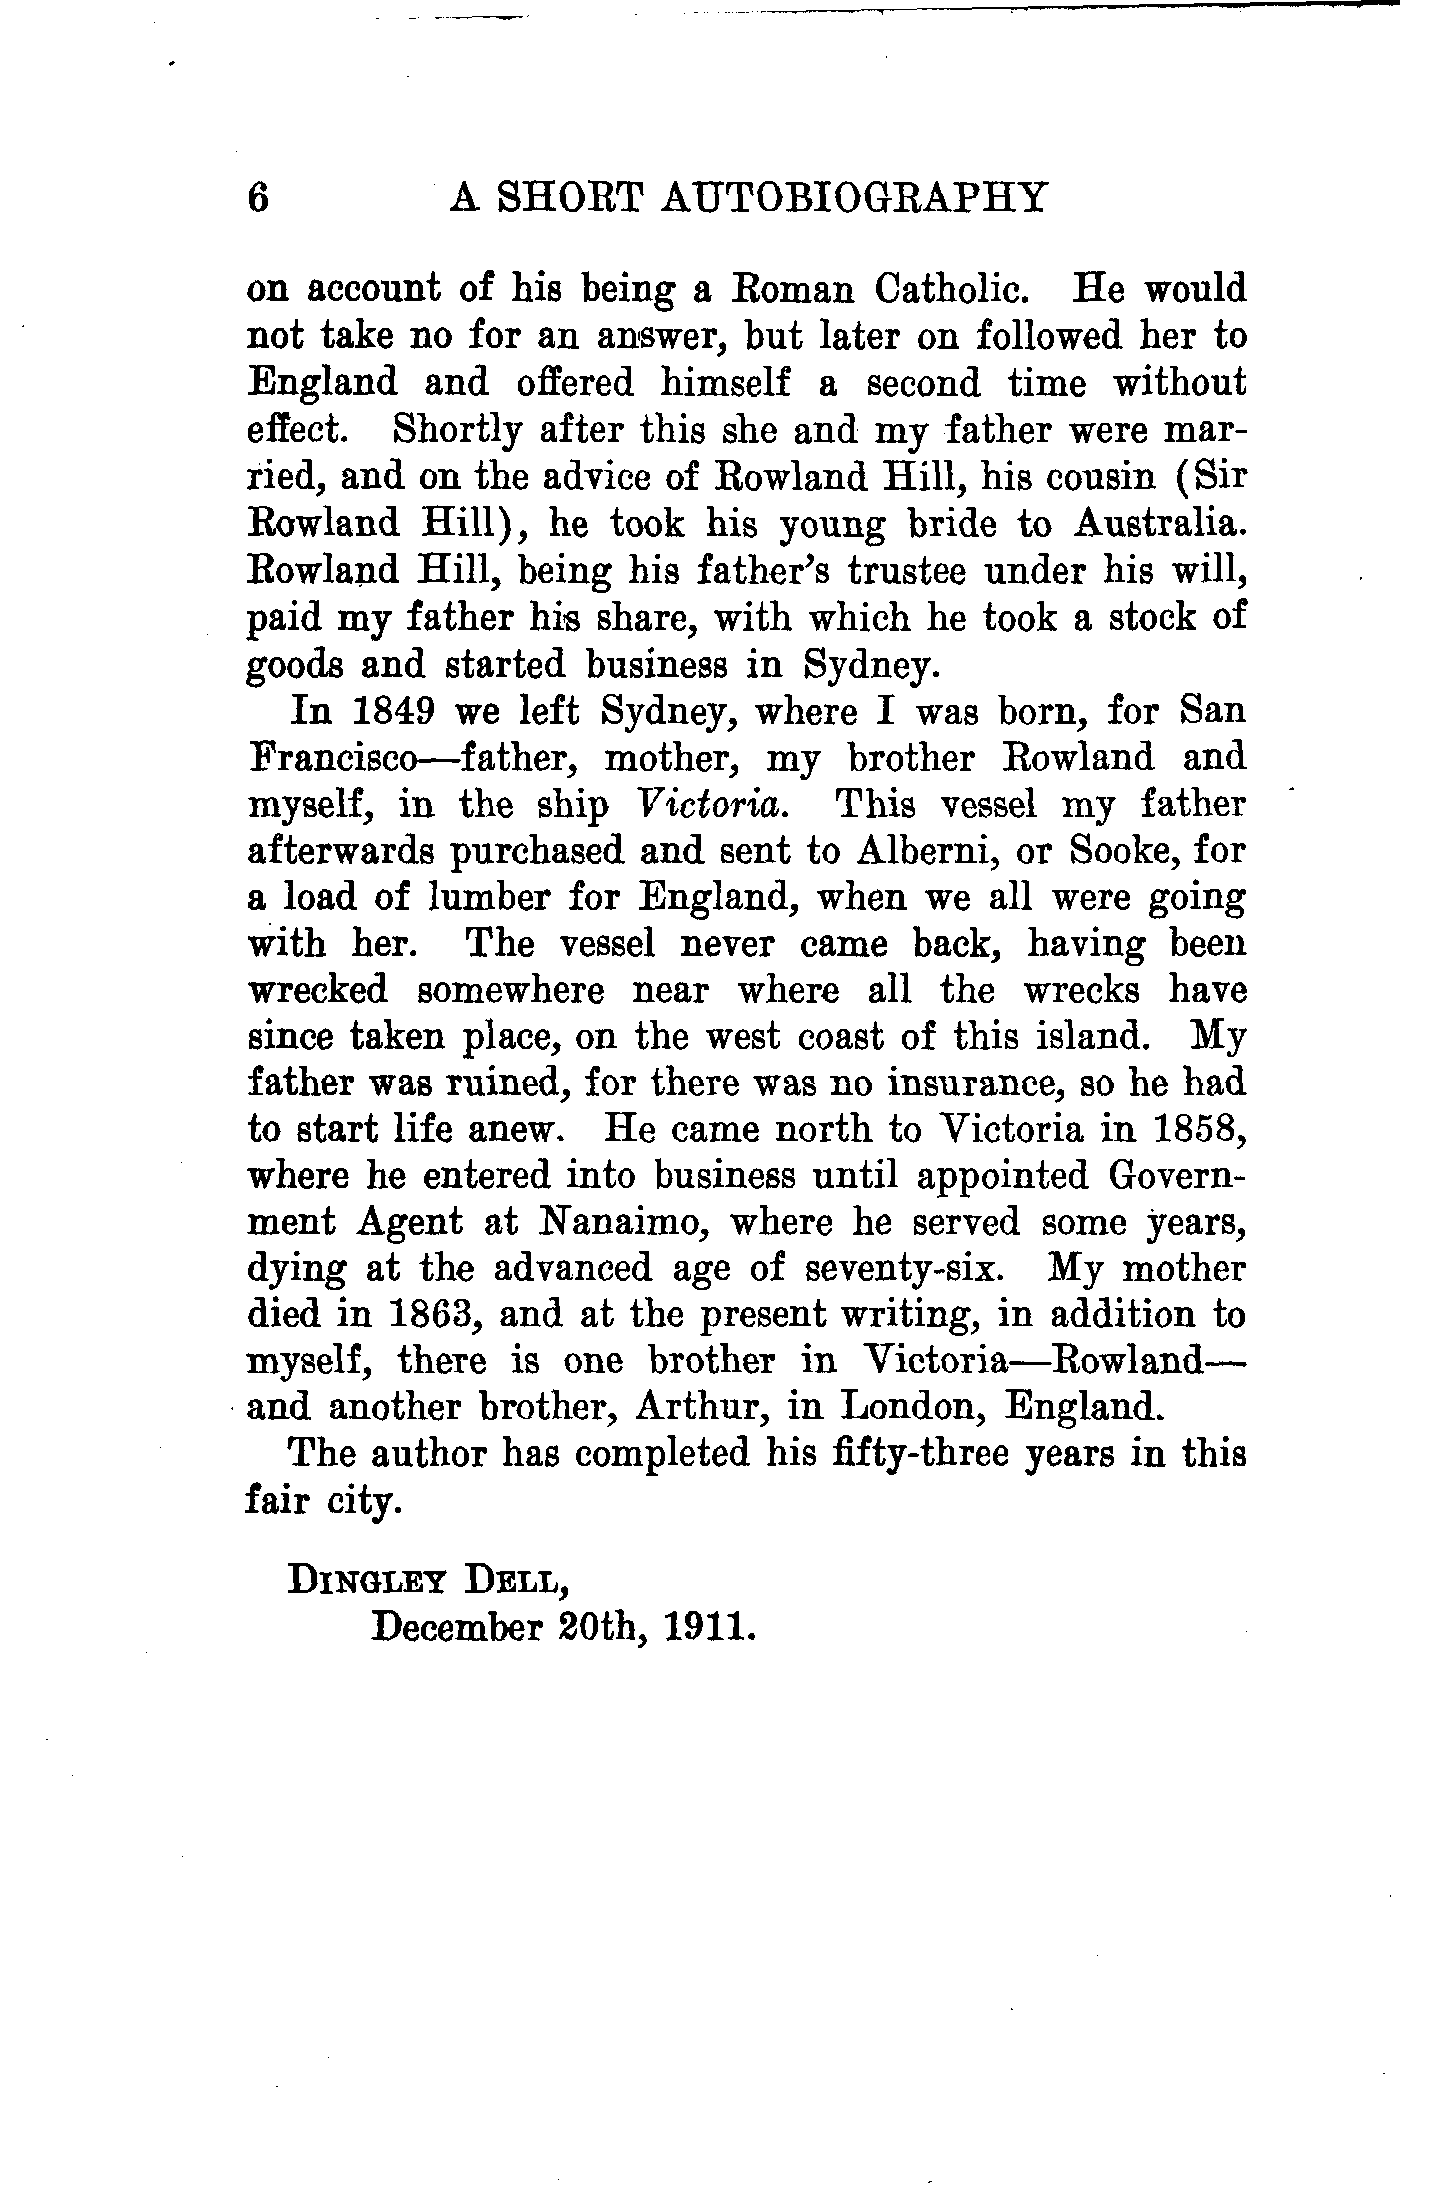 6 A SHORT AUTOBIOGRAPHY
on account of his being a Roman Catholic. He would
not take no for an answer, but later on followed her to
England and offered himself a second time without
effect. Shortly after this she and my father were mar-
ried, and on the advice of Rowland Hill, his cousin (Sir
Rowland Hill), he took his young bride to Australia.
Rowland Hill, being his father's trustee under his will,
paid my father his share, with which he took a stock of
goods and started business in Sydney.
In 1849 we left Sydney, where I was born, for San
Francisco—father, mother, my brother Rowland and
myself, in the ship Victoria. This vessel my father
afterwards purchased and sent to Alberni, or Sooke, for
a load of lumber for England, when we all were going
with her. The vessel never came back, having been
wrecked somewhere near where all the wrecks have
since taken place, on the west coast of this island. My
father was ruined, for there was no insurance, so he had
to start life anew. He came north to Victoria in 1858,
where he entered into business until appointed Govern-
ment Agent at Nanaimo, where he served some years,
dying at the advanced age of seventy-six. My mother
died in 1863, and at the present writing, in addition to
myself, there is one brother in Victoria—Rowland—
and another brother, Arthur, in London, England.
The author has completed his fifty-three years in this
fair city.
DINGLEY DELL,
December 20th, 1911.